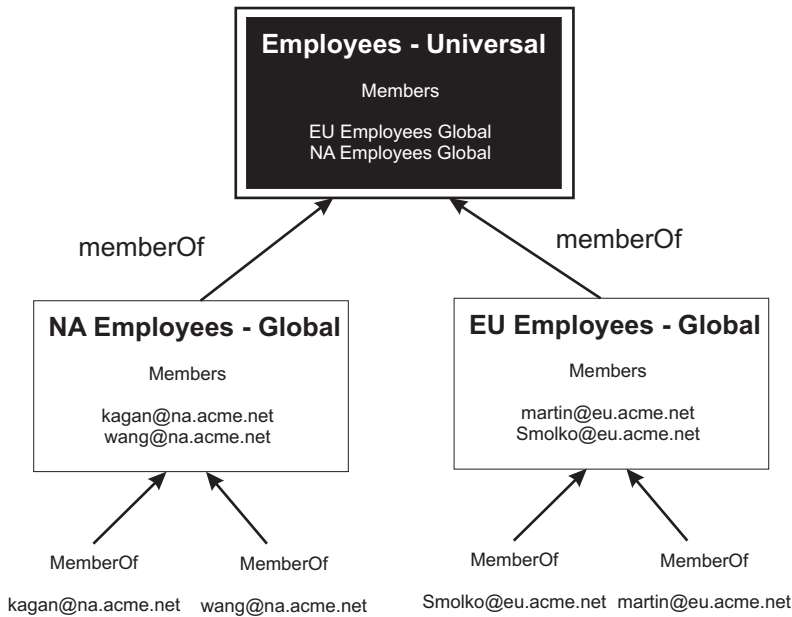 Employees - Universal
Members
EU Employees Global
NA Employees Global
memberOf
memberOf
NA Employees - Global
Members
kagan@na.acme.net
wang@na.acme.net
EU Employees - Global
Members
martin@eu.acme.net
Smolko@eu.acme.net
MemberOf
MemberOf
MemberOf
MemberOf
kagan@na.acme.net
wang@na.acme.net
Smolko@eu.acme.net
martin@eu.acme.net